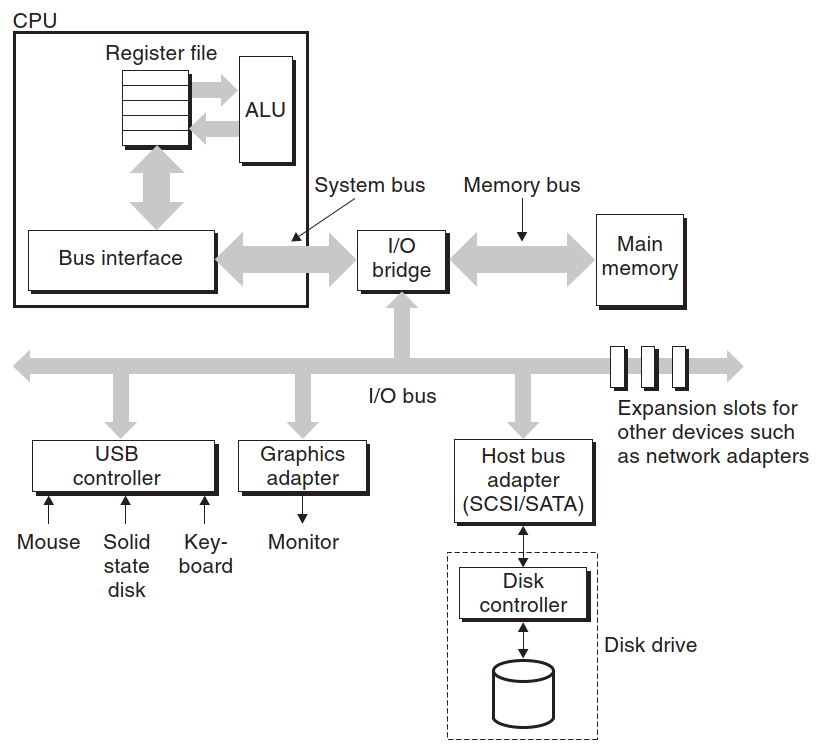 CPU
Register file
ALU
System bus
Memory bus
Bus interface
I/O
bridge
Main
memory
I/O bus
Expansion slots for
other devices such
as network adapters
USB
controller
Graphics
adapter
Host bus
adapter
(SCSI/SATA)
Mouse
Solid
state
disk
Key-
board
Monitor
Disk
controller
Disk drive